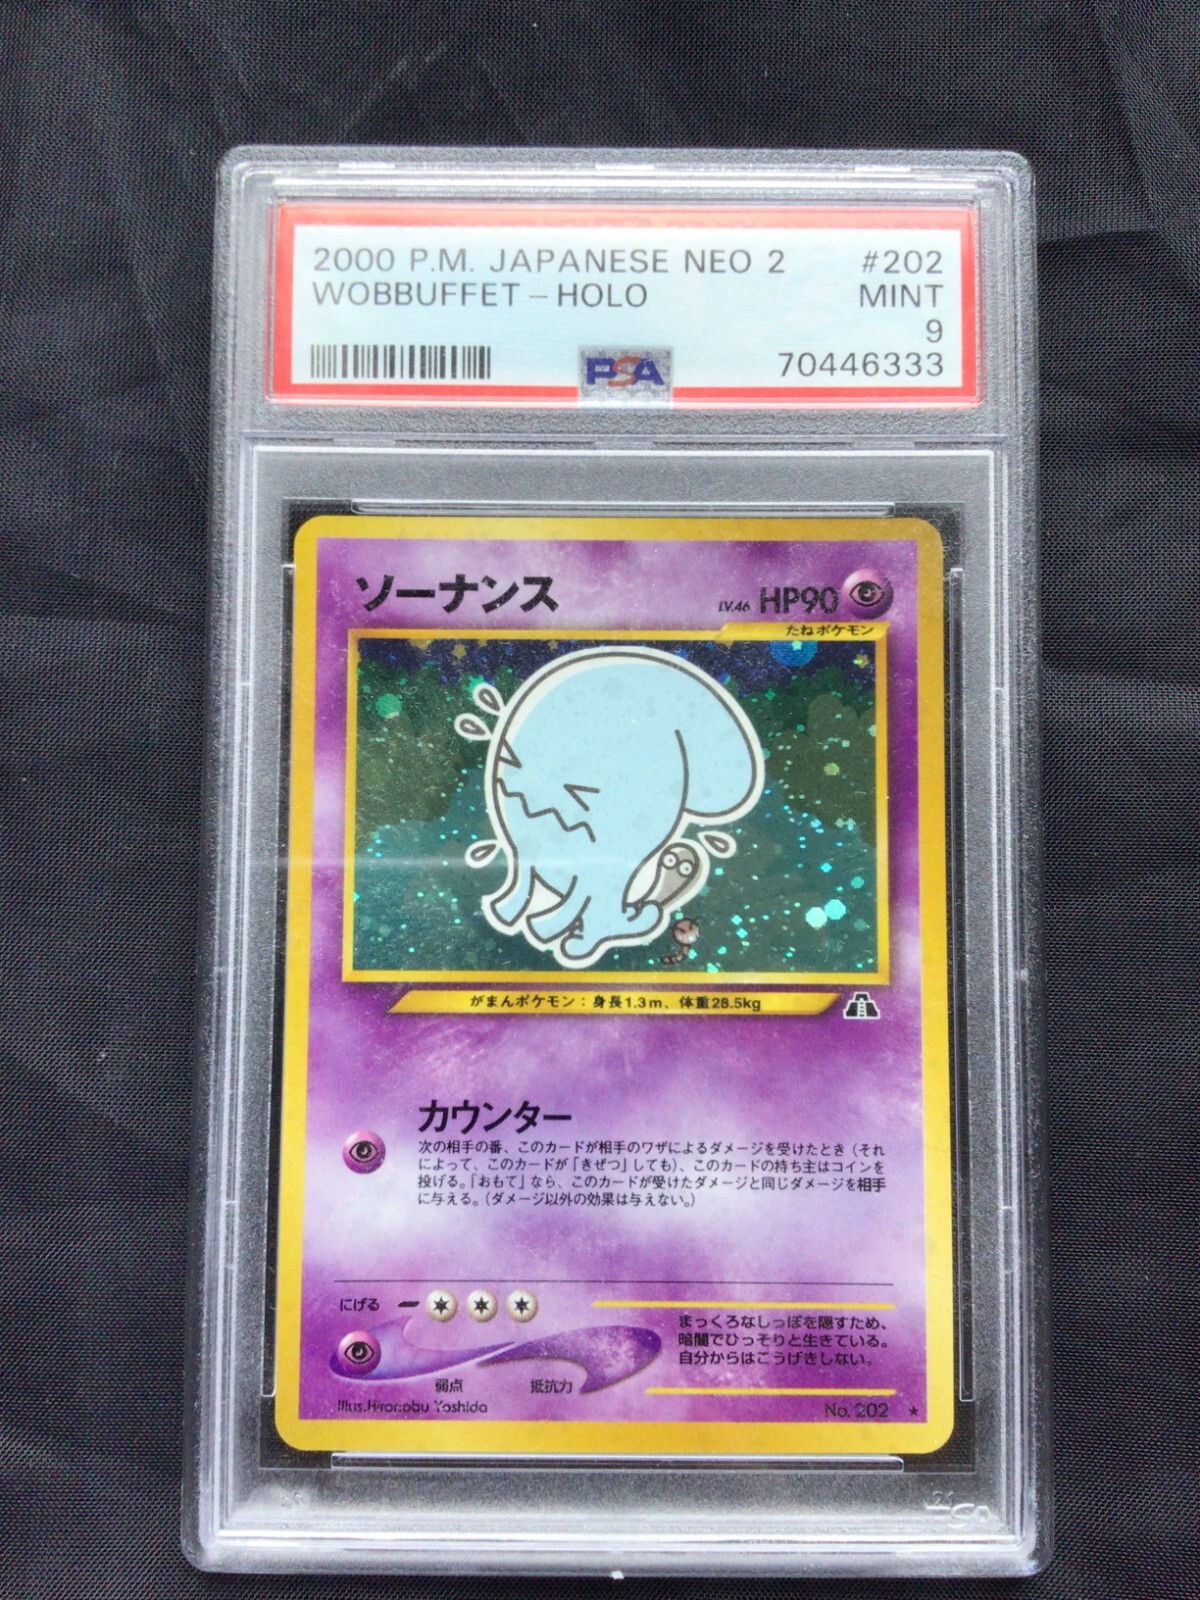 2000 P.M. JAPANESE NEO 2 #202
WOBBUFFET - HOLO MINT
9
PSA 70446333
ソーナンス LV.46 HP90
たねポケモン
がまんポケモン：身長1.3m、体重28.5kg
カウンター
次の相手の番、このカードが相手のワザによるダメージを受けたとき（それ
によって、このカードが「きぜつ」しても）、このカードの持ち主はコインを
投げる。「おもて」なら、このカードが受けたダメージと同じダメージを相手
に与える。（ダメージ以外の効果は与えない。）
にげる
まっくろなしっぽを隠すため、
暗闇でひっそりと生きている。
自分からはこうげきしない。
弱点 抵抗力
Illus.Hironobu Yoshida
No. 202 ★